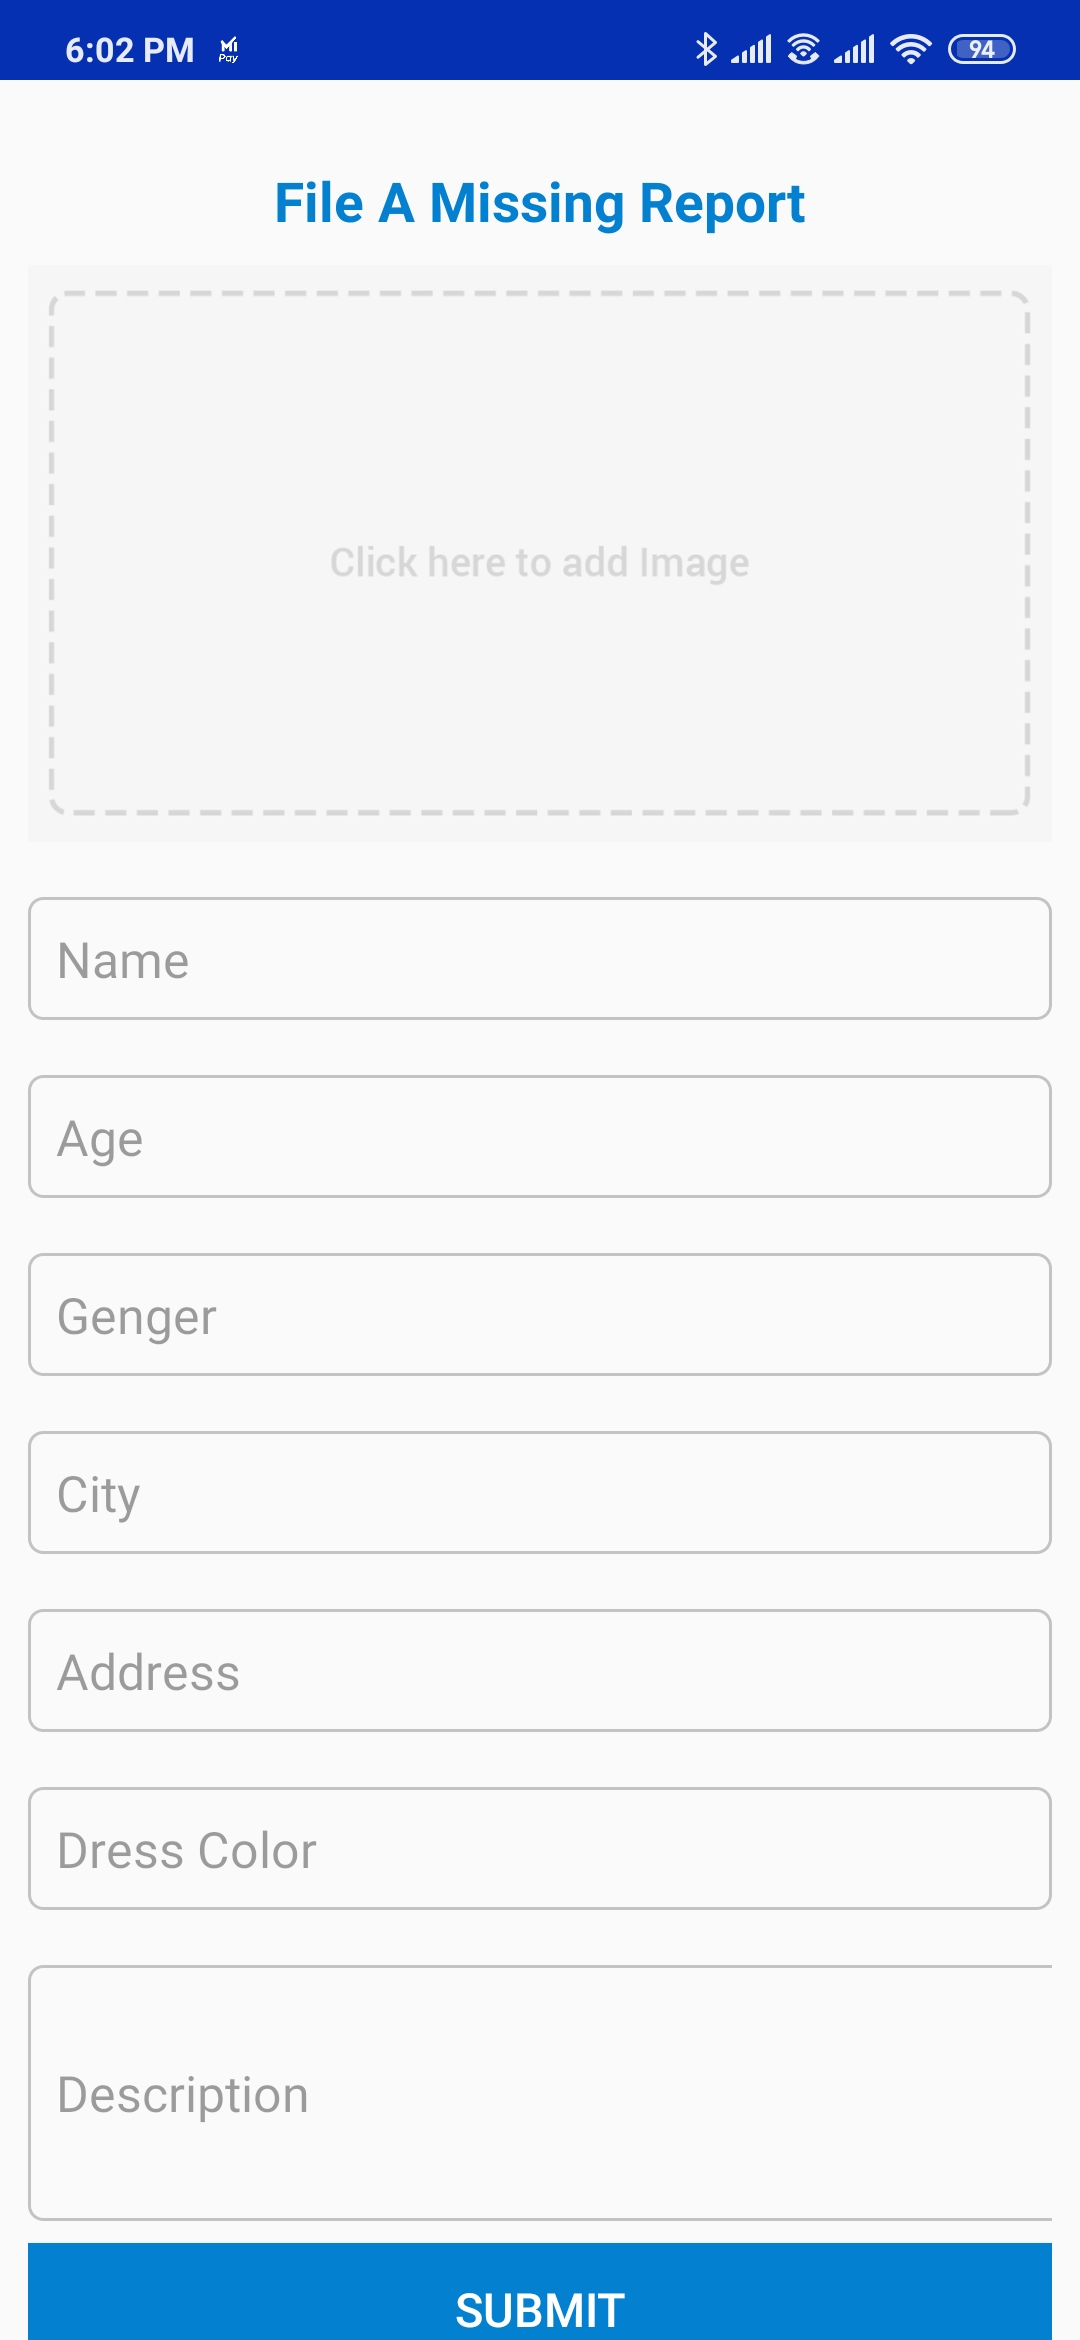 6:02 PM Mi Pay 94
File A Missing Report
Click here to add Image
Name
Age
Genger
City
Address
Dress Color
Description
SUBMIT